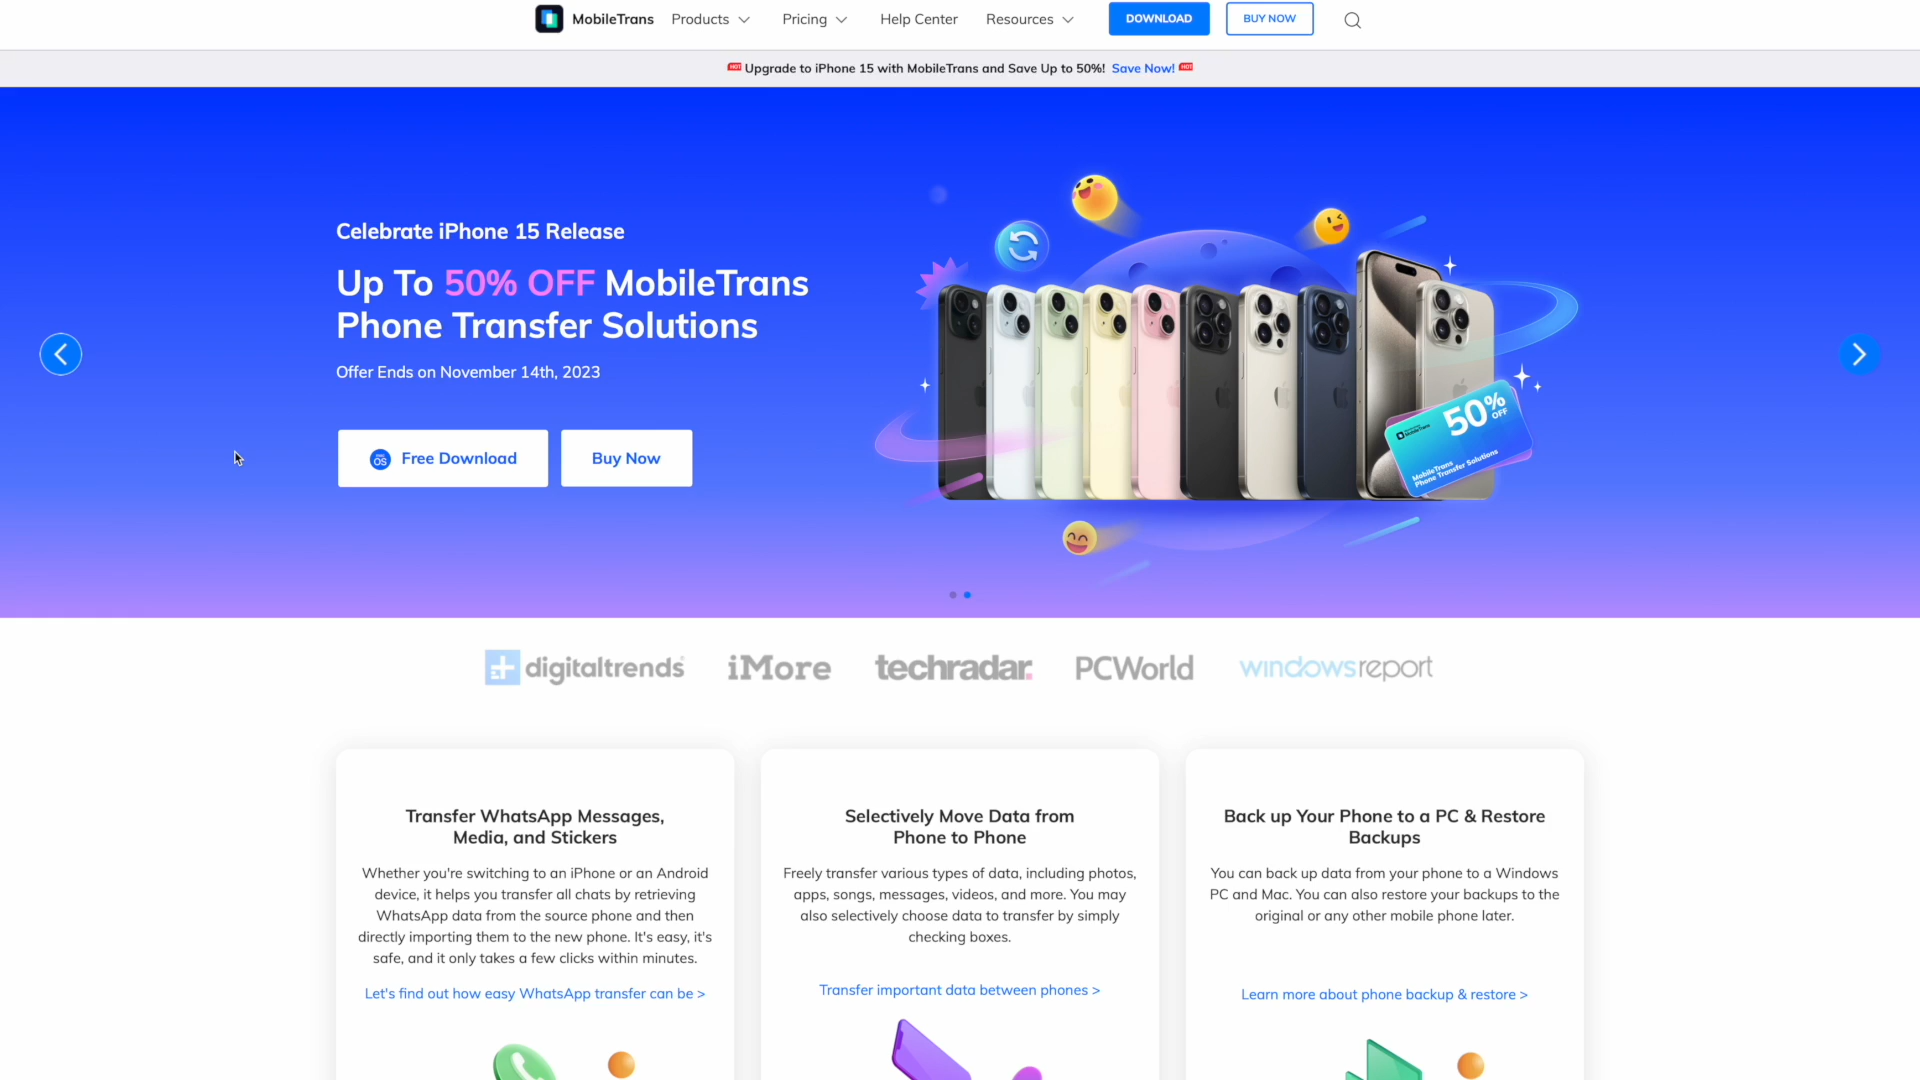 MobileTrans Products Pricing Help Center Resources DOWNLOAD BUY NOW
HOT Upgrade to iPhone 15 with MobileTrans and Save Up to 50%! Save Now! HOT
Celebrate iPhone 15 Release
Up To 50% OFF MobileTrans
Phone Transfer Solutions
Offer Ends on November 14th, 2023
Free Download
Buy Now
50% OFF
MobileTrans
MobileTrans
Phone Transfer Solutions
digitaltrends iMore techradar. PCWorld windowsreport
Transfer WhatsApp Messages,
Media, and Stickers
Whether you're switching to an iPhone or an Android
device, it helps you transfer all chats by retrieving
WhatsApp data from the source phone and then
directly importing them to the new phone. It's easy, it's
safe, and it only takes a few clicks within minutes.
Let's find out how easy WhatsApp transfer can be >
Selectively Move Data from
Phone to Phone
Freely transfer various types of data, including photos,
apps, songs, messages, videos, and more. You may
also selectively choose data to transfer by simply
checking boxes.
Transfer important data between phones >
Back up Your Phone to a PC & Restore
Backups
You can back up data from your phone to a Windows
PC and Mac. You can also restore your backups to the
original or any other mobile phone later.
Learn more about phone backup & restore >